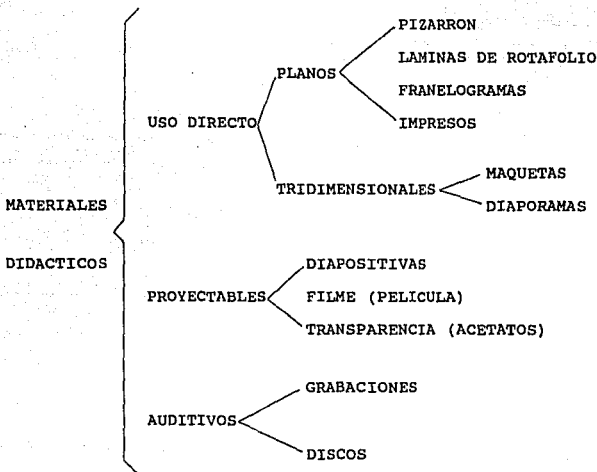 PIZARRON
LAMINAS DE ROTAFOLIO
PLANOS
FRANELOGRAMAS
USO DIRECTO
IMPRESOS
MAQUETAS
TRIDIMENSIONALES
DIAPORAMAS
MATERIALES
DIDACTICOS
DIAPOSITIVAS
PROYECTABLES
FILME (PELICULA)
TRANSPARENCIA (ACETATOS)
GRABACIONES
AUDITIVOS
DISCOS